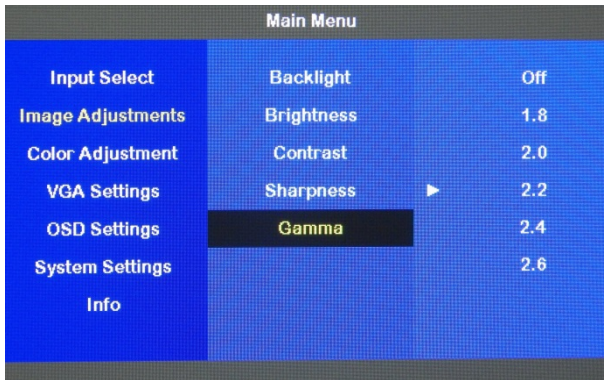 Main Menu
Input Select
Image Adjustments
Color Adjustment
VGA Settings
OSD Settings
System Settings
Info
Backlight
Brightness
Contrast
Sharpness
Gamma
Off
1.8
2.0
2.2
2.4
2.6